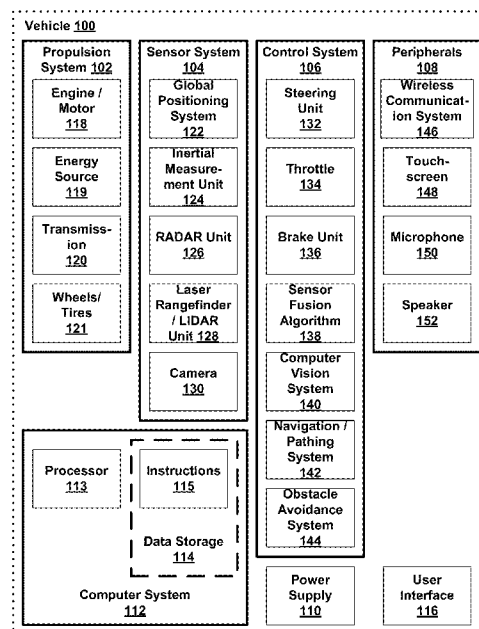 Vehicle 100
Propulsion
System 102
Engine /
Motor
118
Energy
Source
119
Transmiss-
ion
120
Wheels/
Tires
121
Sensor System
104
Global
Positioning
System
122
Inertial
Measure-
ment Unit
124
RADAR Unit
126
Laser
Rangefinder
/ LIDAR
Unit 128
Camera
130
Control System
106
Steering
Unit
132
Throttle
134
Brake Unit
136
Sensor
Fusion
Algorithm
138
Computer
Vision
System
140
Navigation /
Pathing
System
142
Obstacle
Avoidance
System
144
Peripherals
108
Wireless
Communicat-
ion System
146
Touch-
screen
148
Microphone
150
Speaker
152
Processor
113
Instructions
115
Data Storage
114
Computer System
112
Power
Supply
110
User
Interface
116